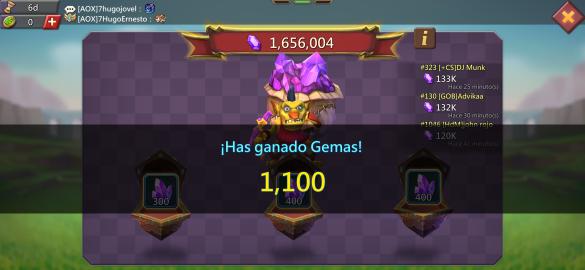 6d
[AOX]7hugojovel :
0
[AOX]7HugoErnesto :
1,656,004
i
#323 [+CS]DJ Munk
133K
Hace 25 minuto(s)
#130 [GOB]Advikaa
132K
Hace 30 minuto(s)
#1046 [HdM]john rojo
120K
Hace 41 minuto(s)
¡Has ganado Gemas!
1,100
300
400
400